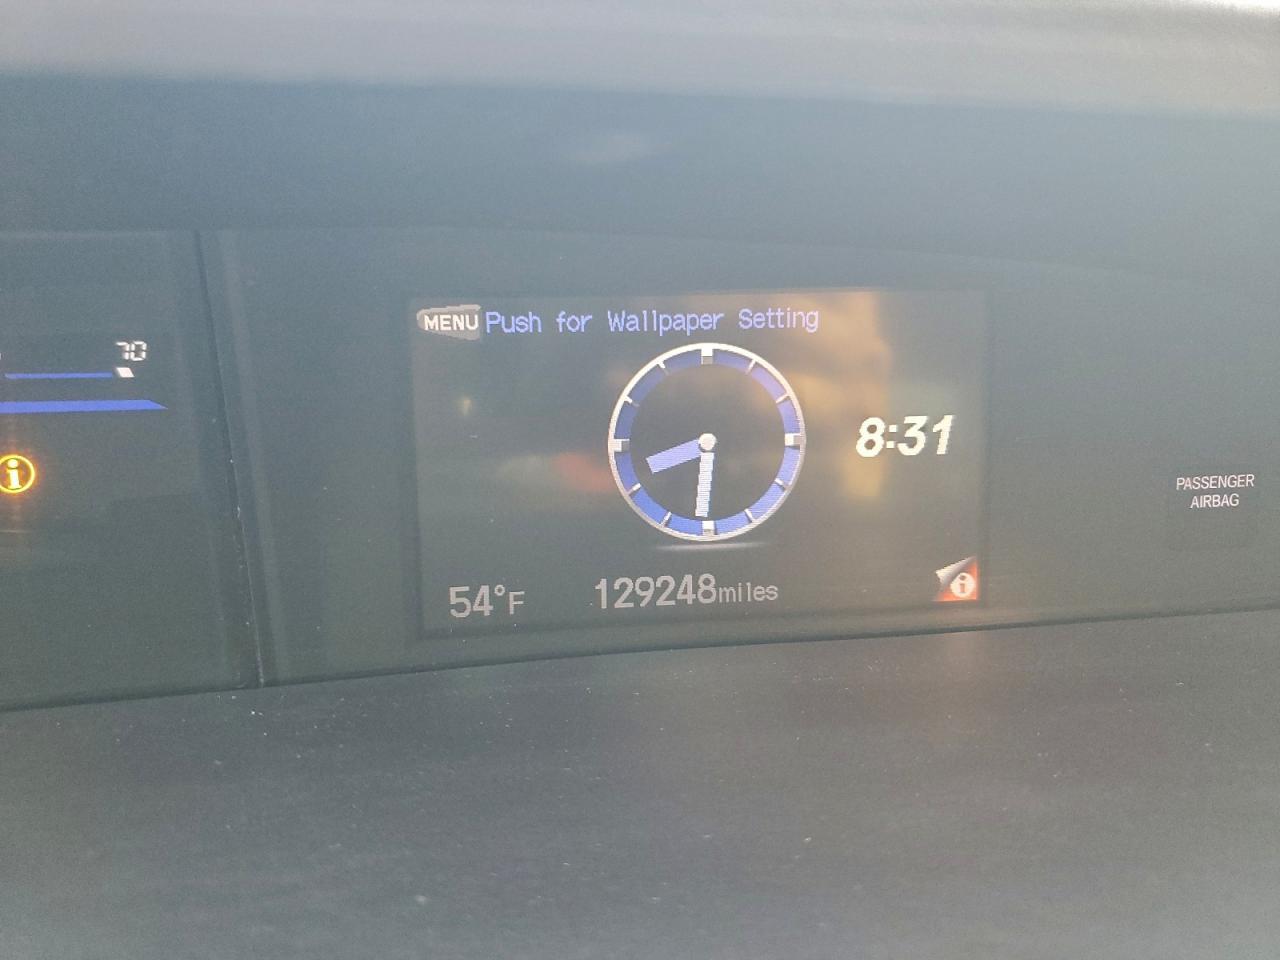 70
MENU Push for Wallpaper Setting
8:31
i
PASSENGER
AIRBAG
54°F 129248miles
i